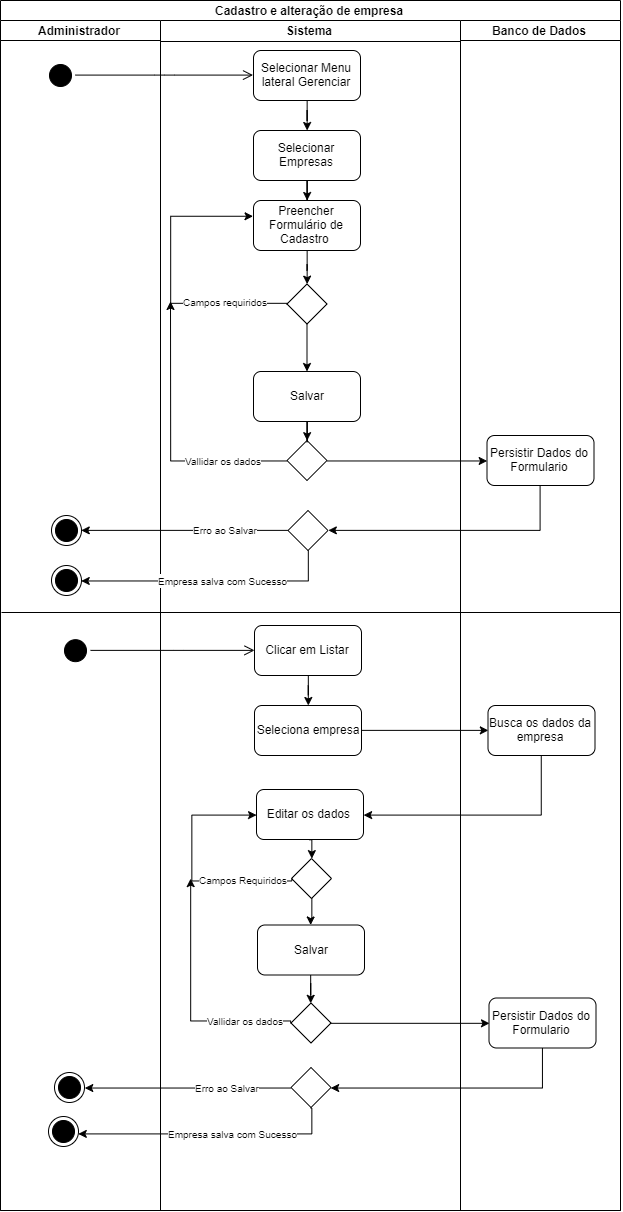 Cadastro e alteração de empresa
Administrador
Sistema
Banco de Dados
Selecionar Menu
lateral Gerenciar
Selecionar
Empresas
Preencher
Formulário de
Cadastro
Campos requiridos
Salvar
Vallidar os dados
Persistir Dados do
Formulario
Erro ao Salvar
Empresa salva com Sucesso
Clicar em Listar
Seleciona empresa
Busca os dados da
empresa
Editar os dados
Campos Requiridos
Salvar
Vallidar os dados
Persistir Dados do
Formulario
Erro ao Salvar
Empresa salva com Sucesso